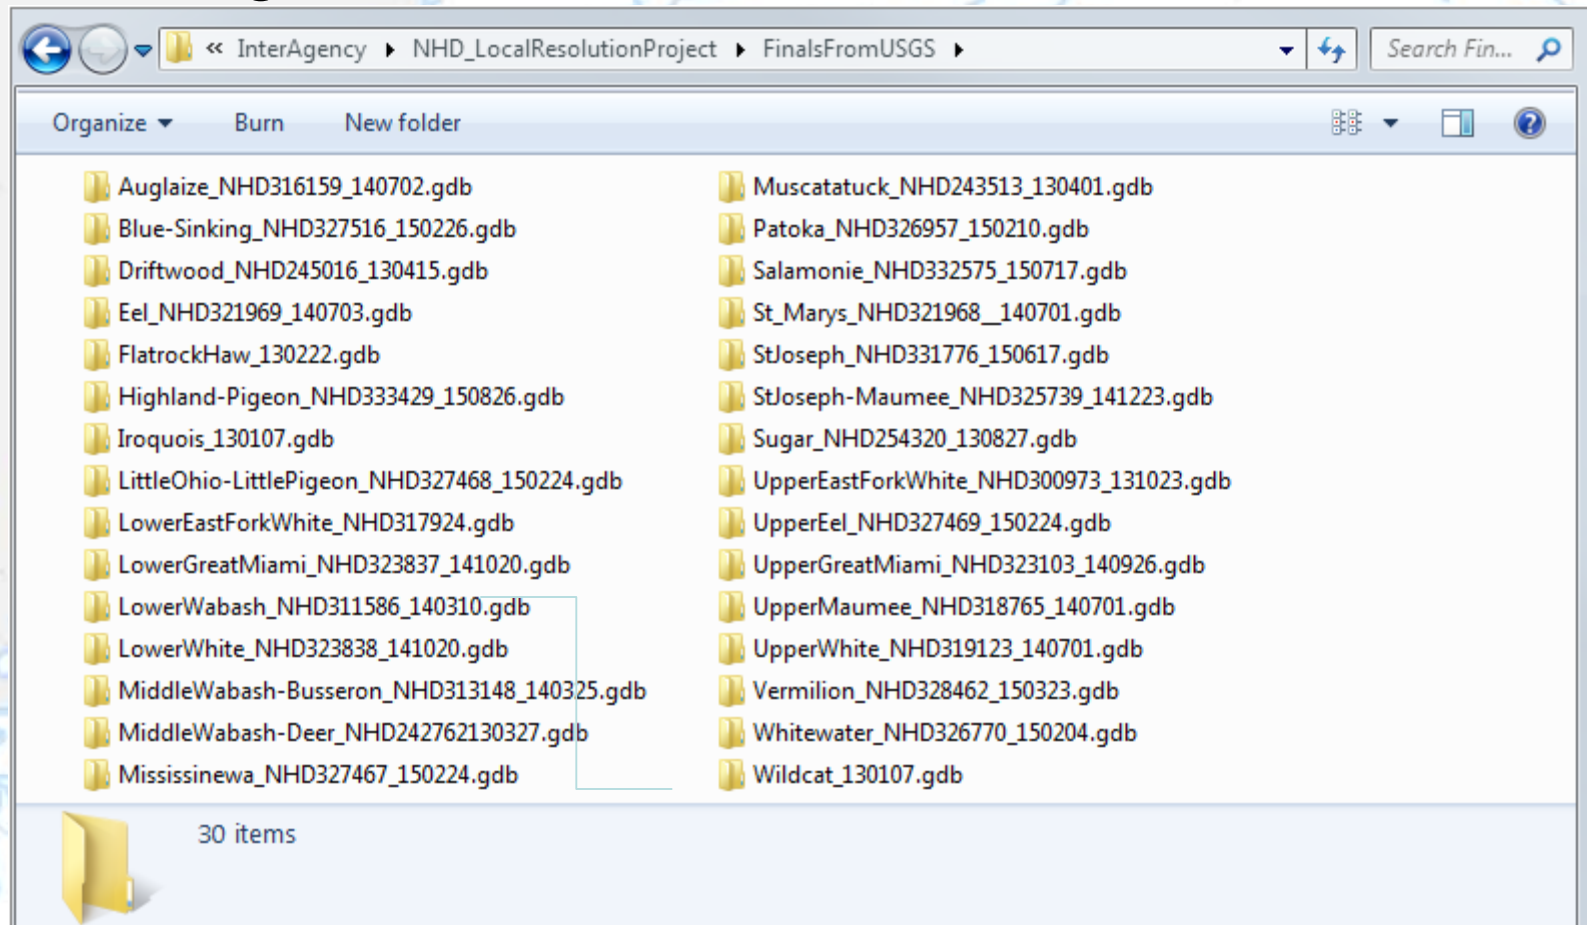 « InterAgency ▸ NHD_LocalResolutionProject ▸ FinalsFromUSGS ▸
Search Fin...
Organize Burn New folder
Auglaize_NHD316159_140702.gdb
Blue-Sinking_NHD327516_150226.gdb
Driftwood_NHD245016_130415.gdb
Eel_NHD321969_140703.gdb
FlatrockHaw_130222.gdb
Highland-Pigeon_NHD333429_150826.gdb
Iroquois_130107.gdb
LittleOhio-LittlePigeon_NHD327468_150224.gdb
LowerEastForkWhite_NHD317924.gdb
LowerGreatMiami_NHD323837_141020.gdb
LowerWabash_NHD311586_140310.gdb
LowerWhite_NHD323838_141020.gdb
MiddleWabash-Busseron_NHD313148_140325.gdb
MiddleWabash-Deer_NHD242762130327.gdb
Mississinewa_NHD327467_150224.gdb
Muscatatuck_NHD243513_130401.gdb
Patoka_NHD326957_150210.gdb
Salamonie_NHD332575_150717.gdb
St_Marys_NHD321968__140701.gdb
StJoseph_NHD331776_150617.gdb
StJoseph-Maumee_NHD325739_141223.gdb
Sugar_NHD254320_130827.gdb
UpperEastForkWhite_NHD300973_131023.gdb
UpperEel_NHD327469_150224.gdb
UpperGreatMiami_NHD323103_140926.gdb
UpperMaumee_NHD318765_140701.gdb
UpperWhite_NHD319123_140701.gdb
Vermilion_NHD328462_150323.gdb
Whitewater_NHD326770_150204.gdb
Wildcat_130107.gdb
30 items